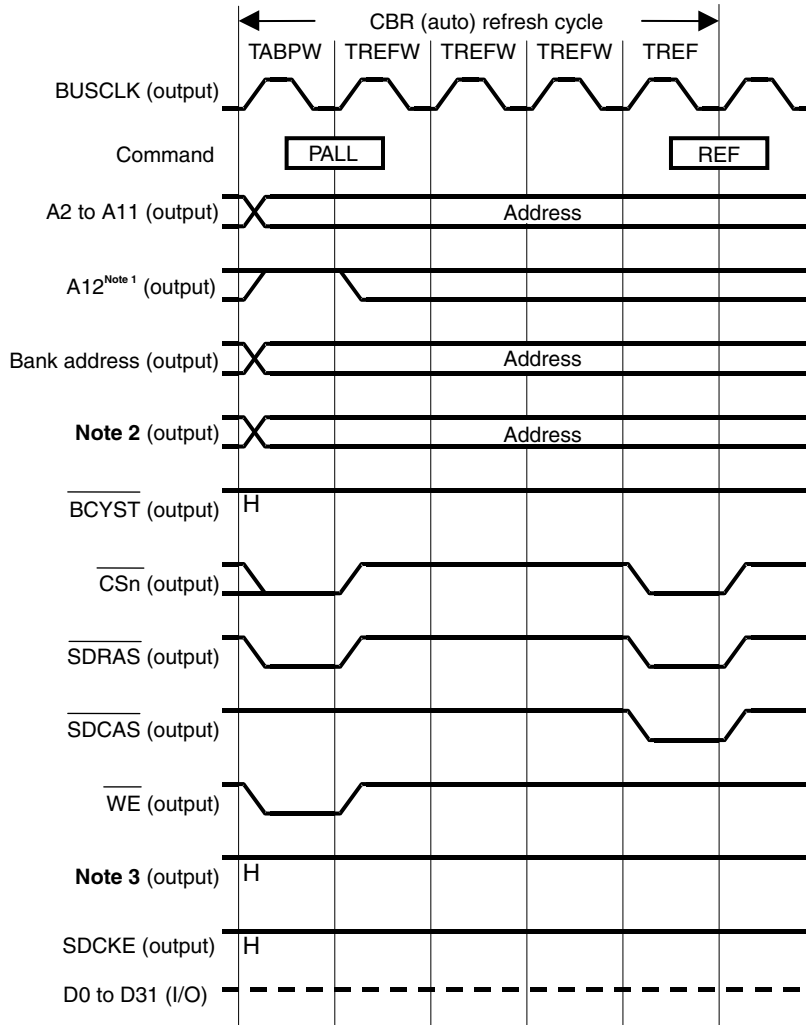 CBR (auto) refresh cycle
TABPW TREFW TREFW TREFW TREF
BUSCLK (output)
Command PALL REF
A2 to A11 (output) Address
A12Note 1 (output)
Bank address (output) Address
Note 2 (output) Address
BCYST (output) H
CSn (output)
SDRAS (output)
SDCAS (output)
WE (output)
Note 3 (output) H
SDCKE (output) H
D0 to D31 (I/O)